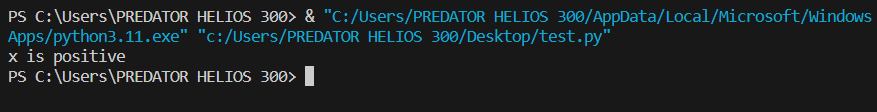 PS C:\Users\PREDATOR HELIOS 300> & "C:/Users/PREDATOR HELIOS 300/AppData/Local/Microsoft/Windows
Apps/python3.11.exe" "c:/Users/PREDATOR HELIOS 300/Desktop/test.py"
x is positive
PS C:\Users\PREDATOR HELIOS 300>